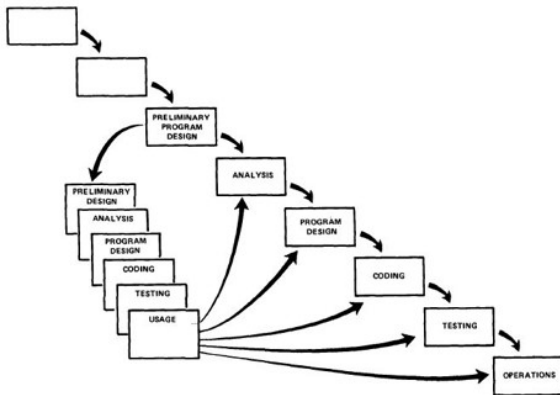 PRELIMINARY
PROGRAM
DESIGN
ANALYSIS
PROGRAM
DESIGN
CODING
TESTING
OPERATIONS
PRELIMINARY
DESIGN
ANALYSIS
PROGRAM
DESIGN
CODING
TESTING
USAGE